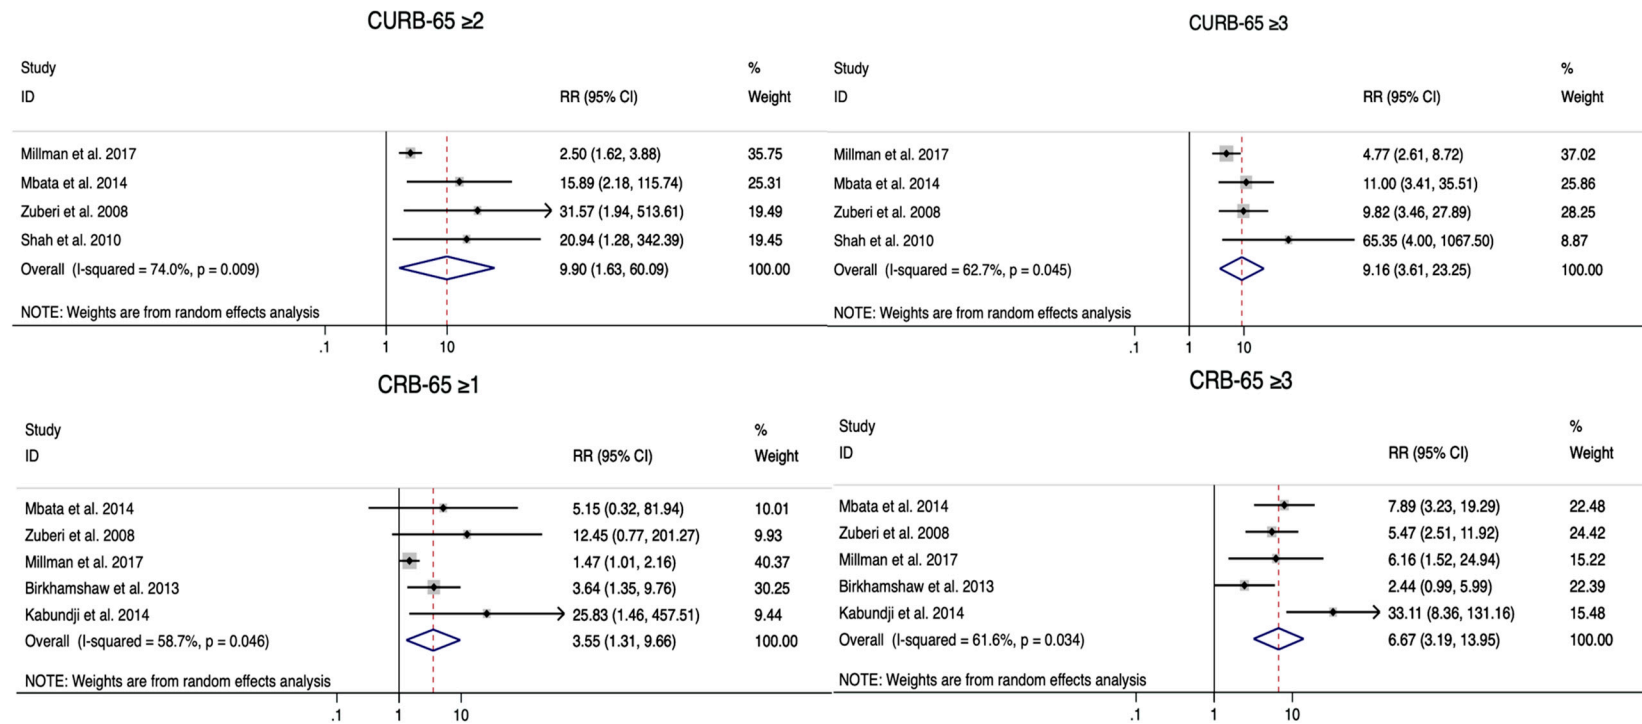 CURB-65 ≥2
Study
%
ID
RR (95% CI)
Weight
Millman et al. 2017 2.50 (1.62, 3.88) 35.75
Mbata et al. 2014 15.89 (2.18, 115.74) 25.31
Zuberi et al. 2008 31.57 (1.94, 513.61) 19.49
Shah et al. 2010 20.94 (1.28, 342.39) 19.45
Overall (I-squared = 74.0%, p = 0.009) 9.90 (1.63, 60.09) 100.00
NOTE: Weights are from random effects analysis
.1 1 10
CURB-65 ≥3
Study
%
ID
RR (95% CI)
Weight
Millman et al. 2017 4.77 (2.61, 8.72) 37.02
Mbata et al. 2014 11.00 (3.41, 35.51) 25.86
Zuberi et al. 2008 9.82 (3.46, 27.89) 28.25
Shah et al. 2010 65.35 (4.00, 1067.50) 8.87
Overall (I-squared = 62.7%, p = 0.045) 9.16 (3.61, 23.25) 100.00
NOTE: Weights are from random effects analysis
.1 1 10
CRB-65 ≥1
Study
%
ID
RR (95% CI)
Weight
Mbata et al. 2014 5.15 (0.32, 81.94) 10.01
Zuberi et al. 2008 12.45 (0.77, 201.27) 9.93
Millman et al. 2017 1.47 (1.01, 2.16) 40.37
Birkhamshaw et al. 2013 3.64 (1.35, 9.76) 30.25
Kabundji et al. 2014 25.83 (1.46, 457.51) 9.44
Overall (I-squared = 58.7%, p = 0.046) 3.55 (1.31, 9.66) 100.00
NOTE: Weights are from random effects analysis
.1 1 10
CRB-65 ≥3
Study
%
ID
RR (95% CI)
Weight
Mbata et al. 2014 7.89 (3.23, 19.29) 22.48
Zuberi et al. 2008 5.47 (2.51, 11.92) 24.42
Millman et al. 2017 6.16 (1.52, 24.94) 15.22
Birkhamshaw et al. 2013 2.44 (0.99, 5.99) 22.39
Kabundji et al. 2014 33.11 (8.36, 131.16) 15.48
Overall (I-squared = 61.6%, p = 0.034) 6.67 (3.19, 13.95) 100.00
NOTE: Weights are from random effects analysis
.1 1 10